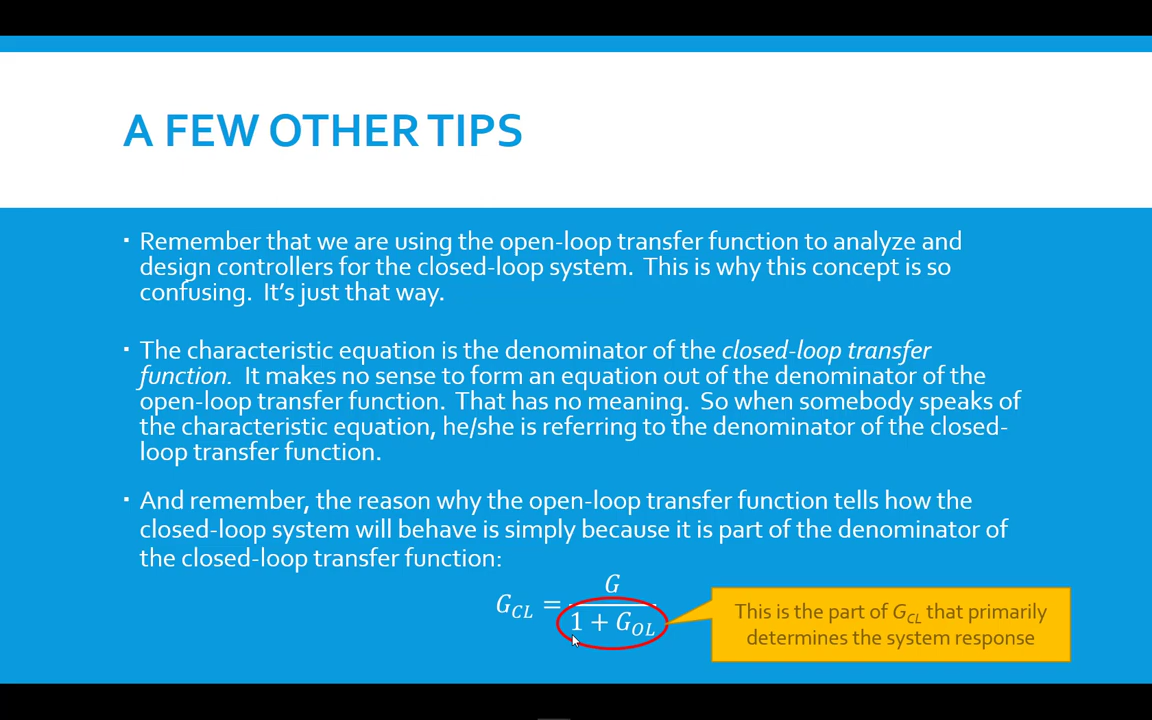 A FEW OTHER TIPS
▪ Remember that we are using the open-loop transfer function to analyze and
design controllers for the closed-loop system.  This is why this concept is so
confusing.  It’s just that way.
▪ The characteristic equation is the denominator of the closed-loop transfer
function.  It makes no sense to form an equation out of the denominator of the
open-loop transfer function.  That has no meaning.  So when somebody speaks of
the characteristic equation, he/she is referring to the denominator of the closed-
loop transfer function.
▪ And remember, the reason why the open-loop transfer function tells how the
closed-loop system will behave is simply because it is part of the denominator of
the closed-loop transfer function:
G_CL = G / (1 + G_OL)
This is the part of G_CL that primarily
determines the system response